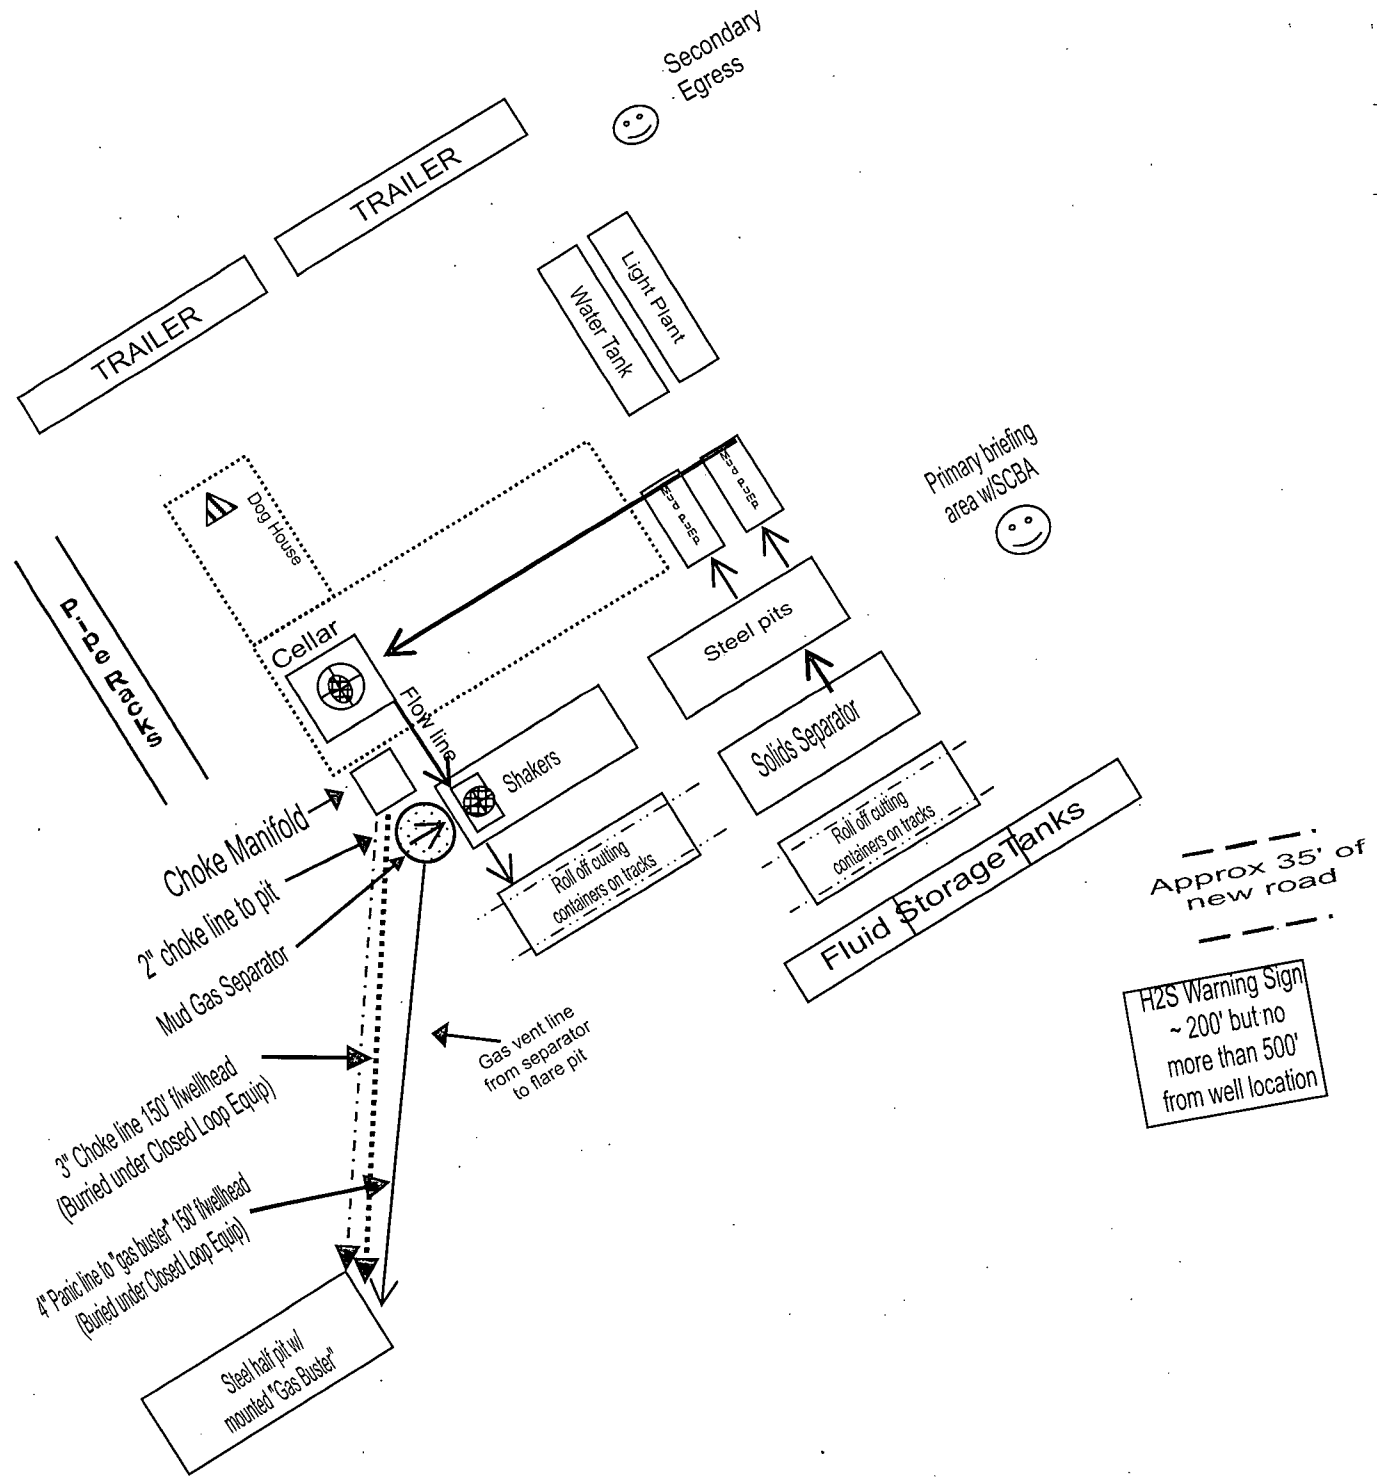 Secondary
Egress
TRAILER
TRAILER
Light Plant
Water Tank
Dog House
Pipe Racks
Primary briefing
area w/SCBA
Cellar
Flow line
Steel pits
Shakers
Solids Separator
Roll off cutting
containers on tracks
Roll off cutting
containers on tracks
Fluid StorageTanks
Approx 35' of
new road
H2S Warning Sign
~ 200' but no
more than 500'
from well location
Choke Manifold
2" choke line to pit
Mud Gas Separator
Gas vent line
from separator
to flare pit
3" Choke line 150' f/wellhead
(Burried under Closed Loop Equip)
4" Panic line to "gas buster" 150' f/wellhead
(Buried under Closed Loop Equip)
Steel half pit w/
mounted "Gas Buster"